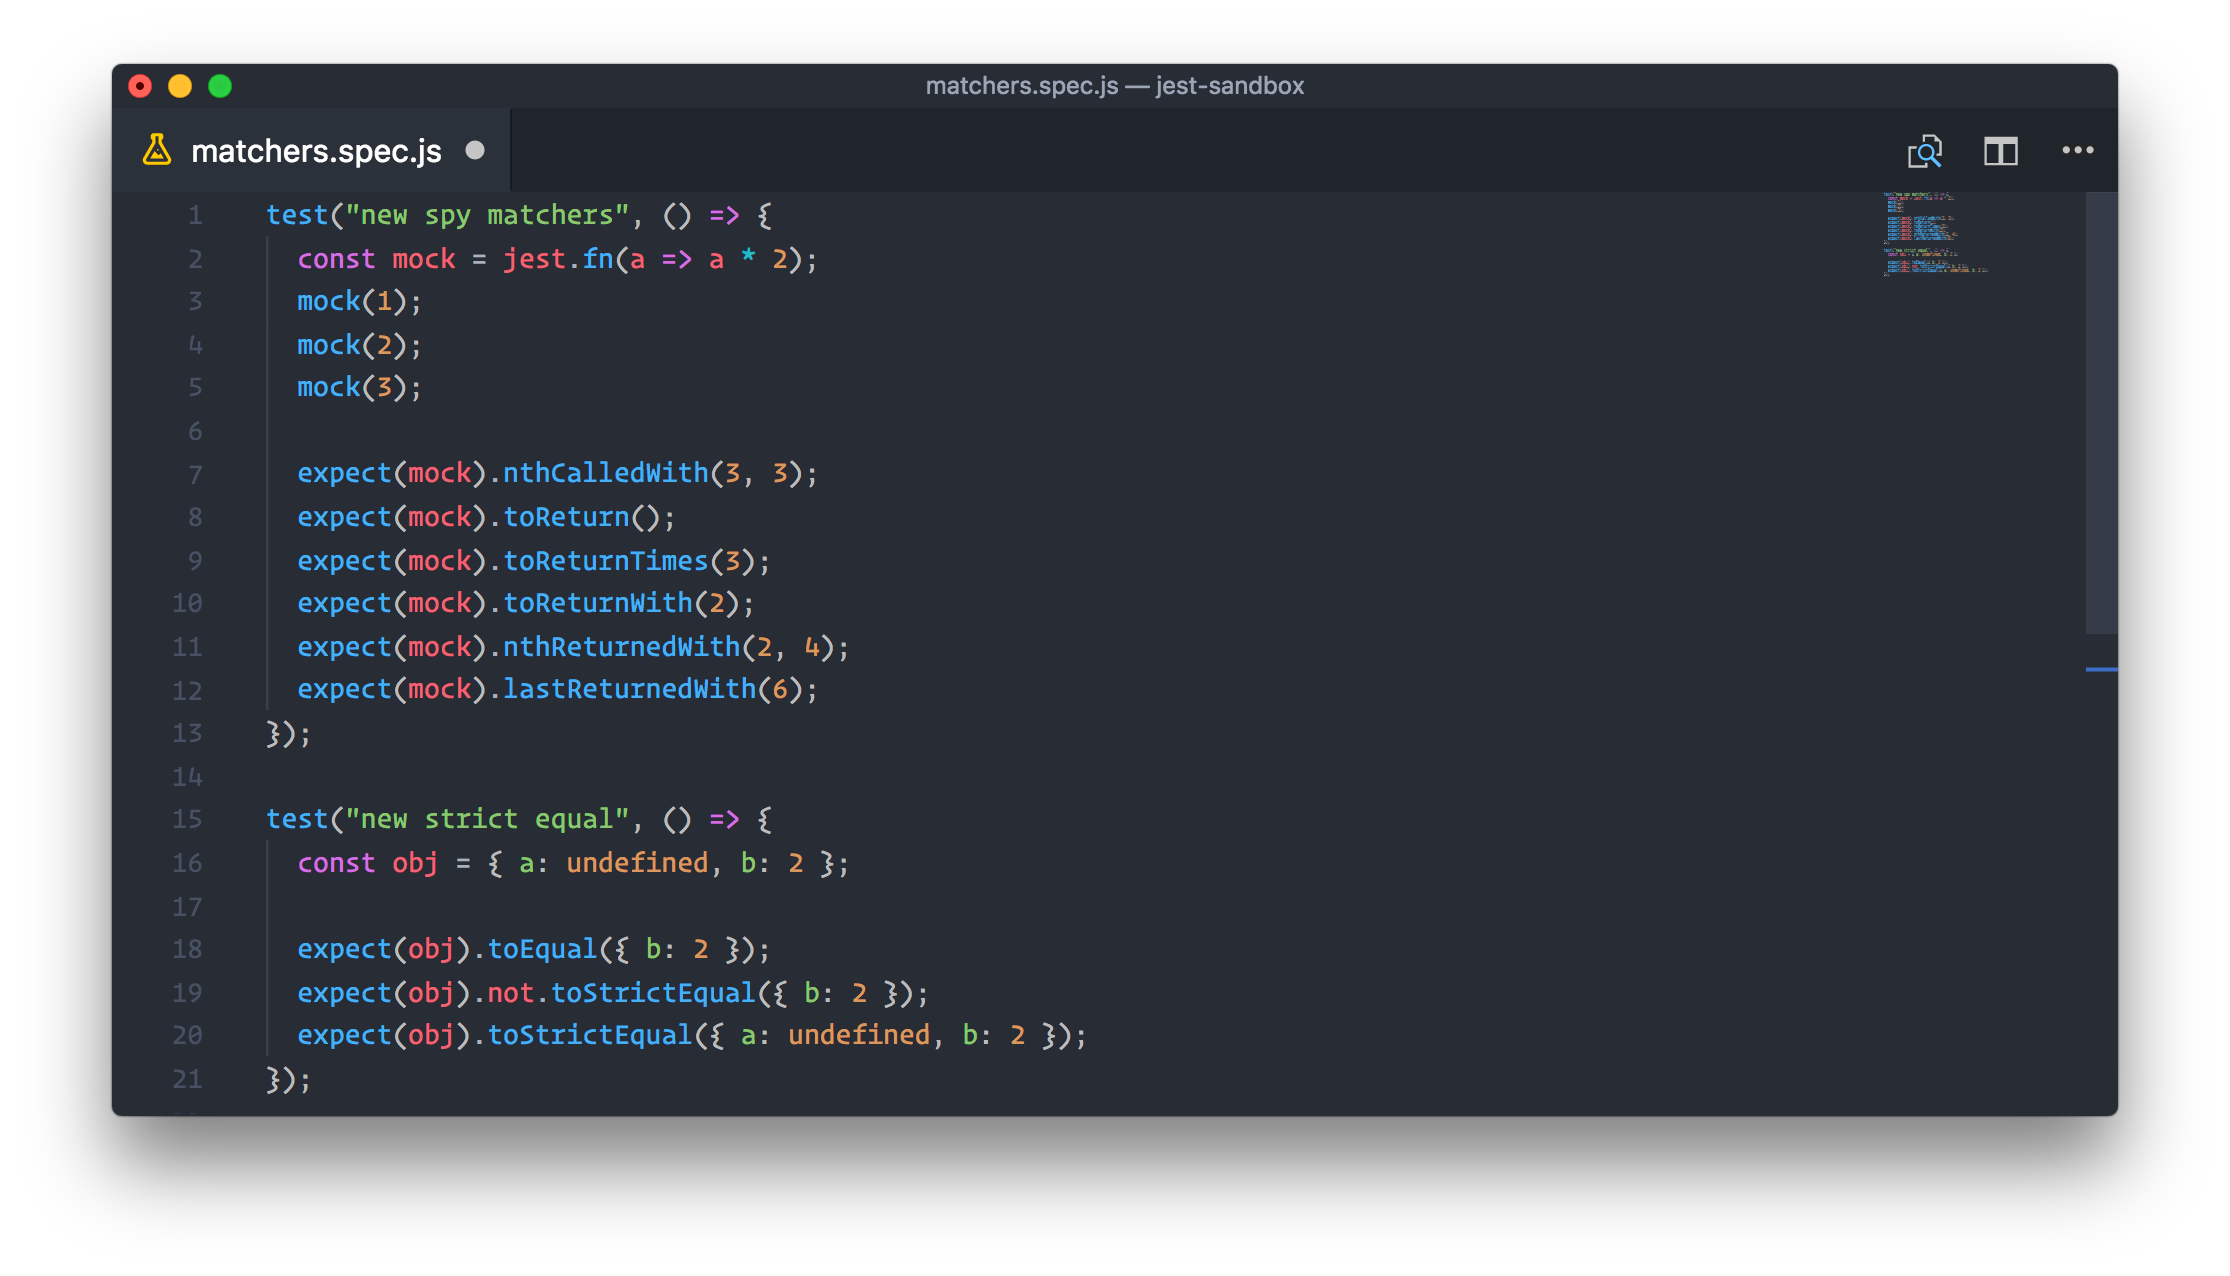 matchers.spec.js — jest-sandbox
matchers.spec.js
1 test("new spy matchers", () => {
2   const mock = jest.fn(a => a * 2);
3   mock(1);
4   mock(2);
5   mock(3);
6
7   expect(mock).nthCalledWith(3, 3);
8   expect(mock).toReturn();
9   expect(mock).toReturnTimes(3);
10   expect(mock).toReturnWith(2);
11   expect(mock).nthReturnedWith(2, 4);
12   expect(mock).lastReturnedWith(6);
13 });
14
15 test("new strict equal", () => {
16   const obj = { a: undefined, b: 2 };
17
18   expect(obj).toEqual({ b: 2 });
19   expect(obj).not.toStrictEqual({ b: 2 });
20   expect(obj).toStrictEqual({ a: undefined, b: 2 });
21 });